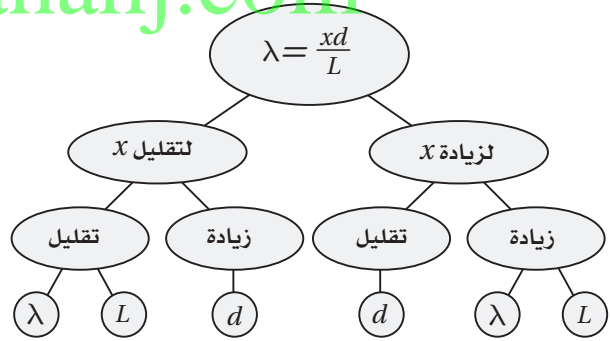 λ = xd/L
لزيادة x لتقليل x
زيادة تقليل زيادة تقليل
L λ d d L λ